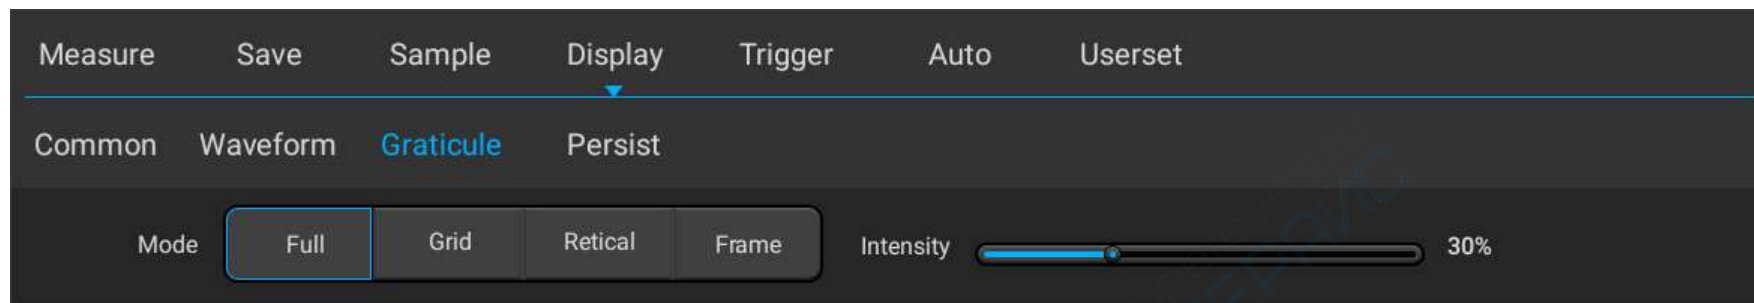 Measure Save Sample Display Trigger Auto Userset
Common Waveform Graticule Persist
Mode Full Grid Retical Frame Intensity 30%